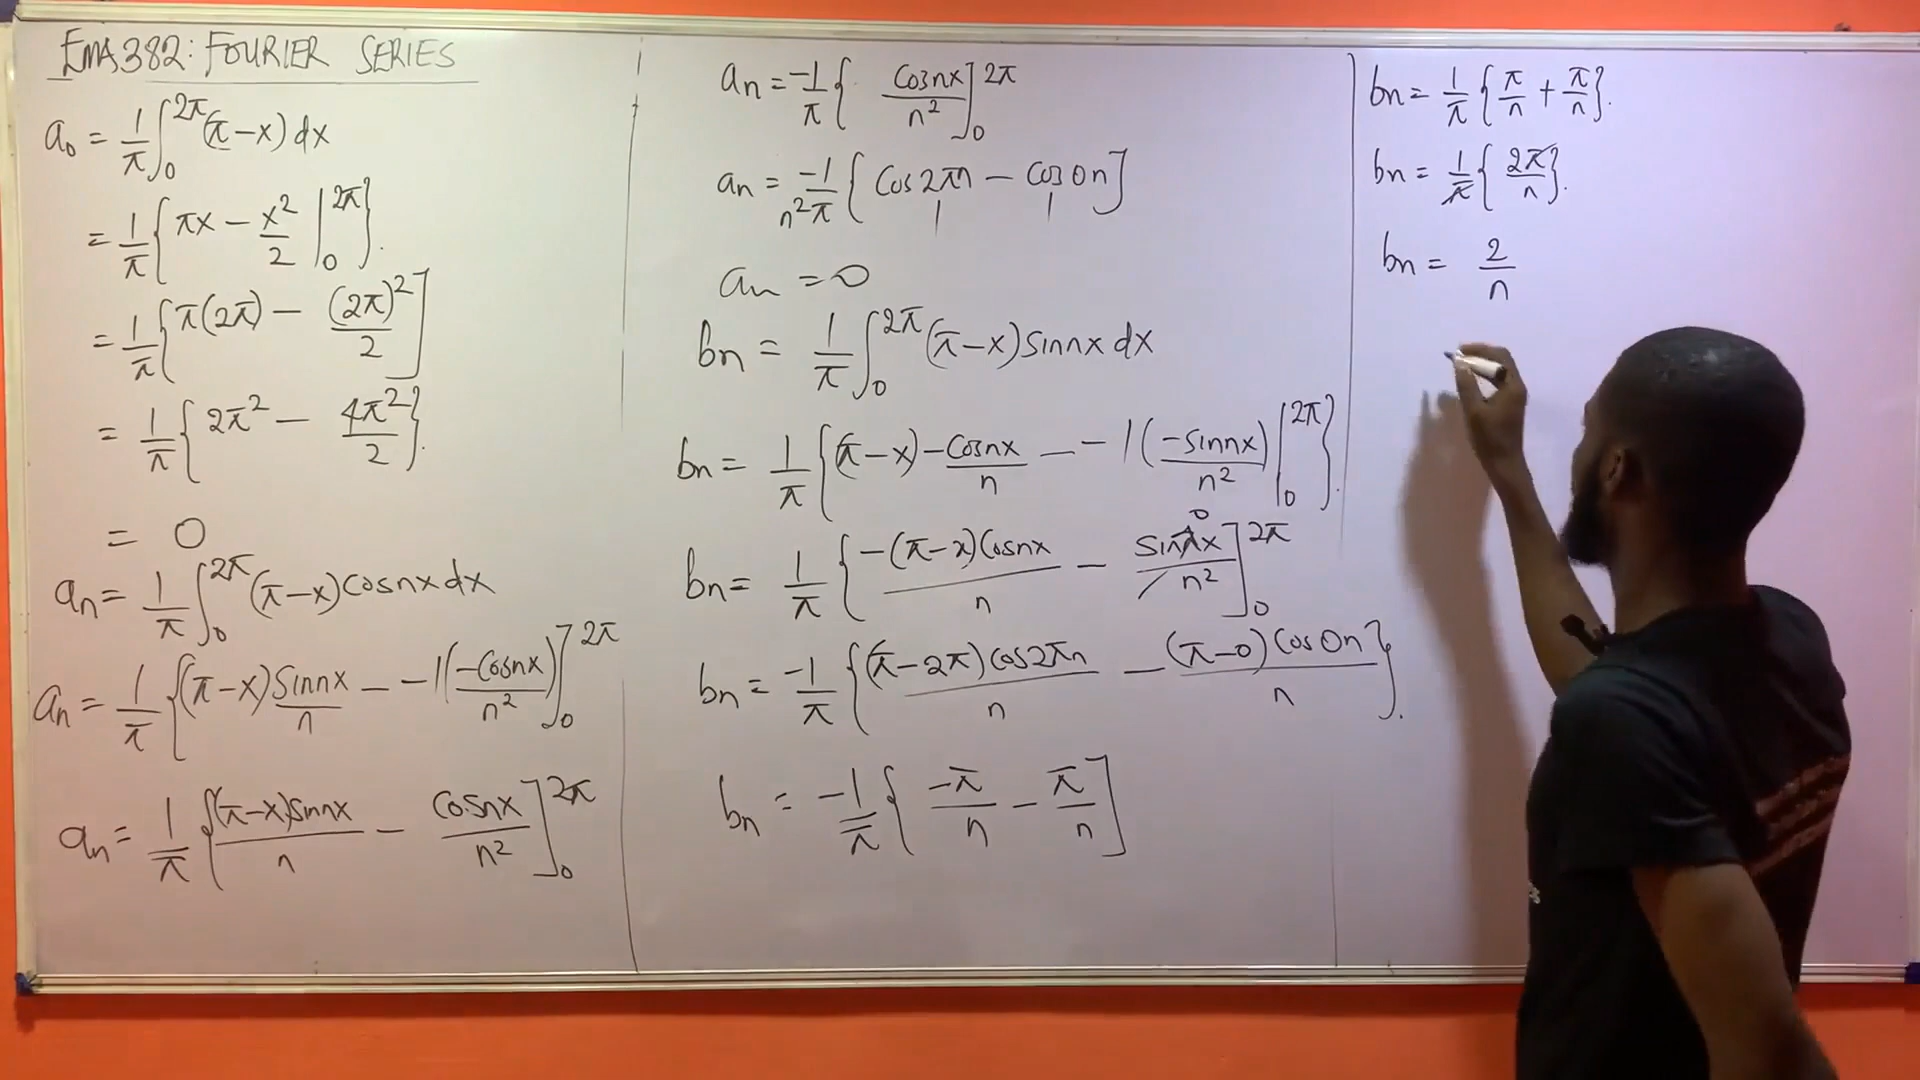 EMA382: FOURIER SERIES
a₀ = 1/π ∫₀^2π (π-x) dx
= 1/π { πx - x²/2 |₀^2π }.
= 1/π { π(2π) - (2π)²/2 ]
= 1/π { 2π² - 4π²/2 }.
= 0
aₙ = 1/π ∫₀^2π (π-x) cosnx dx
aₙ = 1/π { (π-x) Sinnx/n - -1(-Cosnx/n²) ]₀^2π
aₙ = 1/π { (π-x)sinnx/n - Cosnx/n² ]₀^2π
aₙ = -1/π { Cosnx/n² ]₀^2π
aₙ = -1/n²π { Cos2πn - Cos0n ]
1 1
aₙ = 0
bₙ = 1/π ∫₀^2π (π-x) sinnx dx
bₙ = 1/π { (π-x) -Cosnx/n - -1(-Sinnx/n²) |₀^2π }.
bₙ = 1/π { -(π-x)Cosnx/n - sinnx/n² ]₀^2π
0
bₙ = -1/π { (π-2π)cos2πn/n - (π-0)Cos0n/n }.
bₙ = -1/π { -π/n - π/n ]
bₙ = 1/π { π/n + π/n }.
bₙ = 1/π { 2π/n }.
bₙ = 2/n